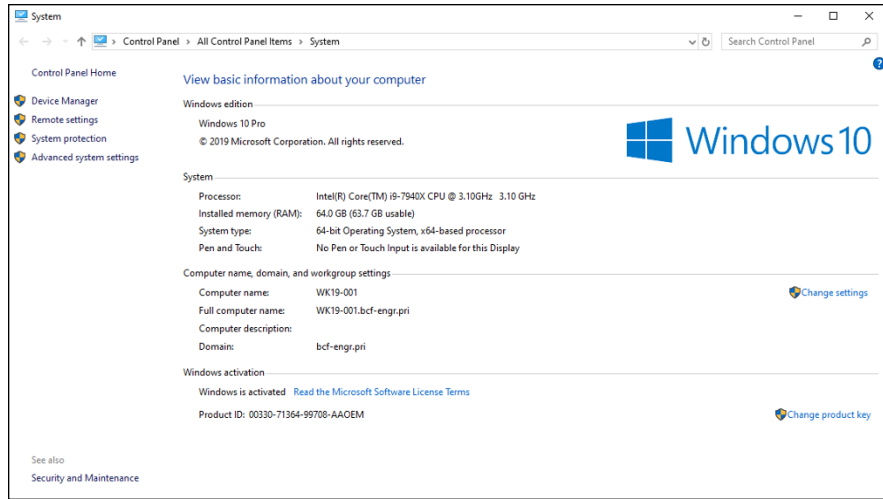 System
Control Panel > All Control Panel Items > System
Search Control Panel
?
Control Panel Home
Device Manager
Remote settings
System protection
Advanced system settings
View basic information about your computer
Windows edition
Windows 10 Pro
© 2019 Microsoft Corporation. All rights reserved.
Windows 10
System
Processor: Intel(R) Core(TM) i9-7940X CPU @ 3.10GHz 3.10 GHz
Installed memory (RAM): 64.0 GB (63.7 GB usable)
System type: 64-bit Operating System, x64-based processor
Pen and Touch: No Pen or Touch Input is available for this Display
Computer name, domain, and workgroup settings
Computer name: WK19-001
Change settings
Full computer name: WK19-001.bcf-engr.pri
Computer description:
Domain: bcf-engr.pri
Windows activation
Windows is activated Read the Microsoft Software License Terms
Product ID: 00330-71364-99708-AAOEM
Change product key
See also
Security and Maintenance